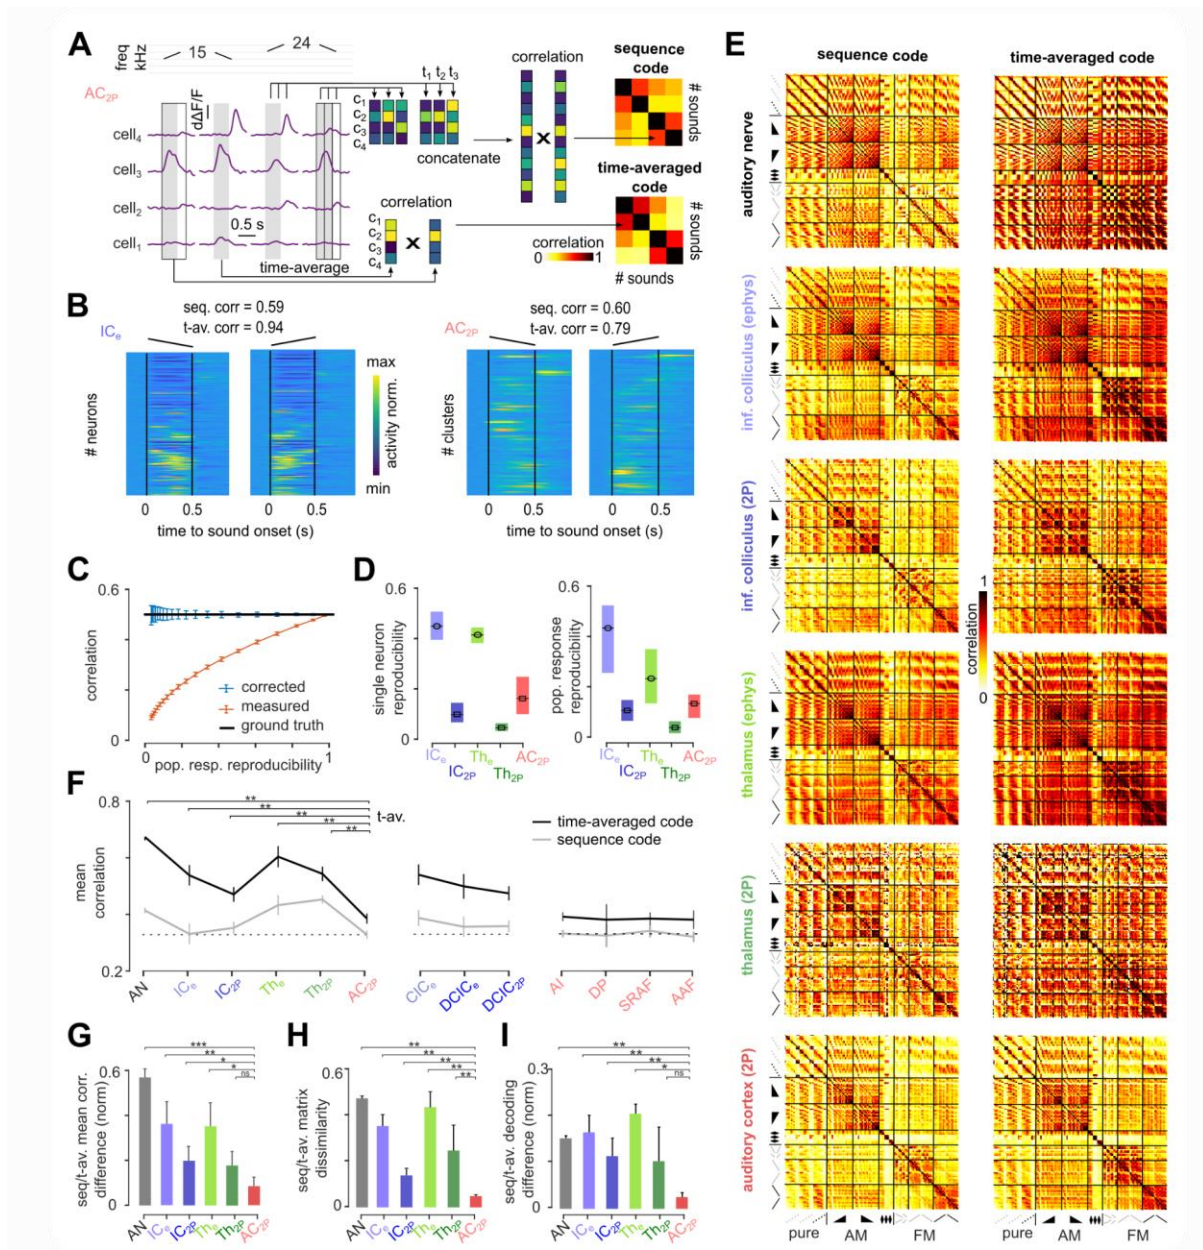 A
freq
kHz
15
24
AC2P
dΔF/F
cell4
cell3
cell2
cell1
0.5 s
time-average
t1 t2 t3
c1
c2
c3
c4
concatenate
correlation
c1
c2
c3
c4
correlation
X
X
sequence
code
# sounds
time-averaged
code
# sounds
correlation
0 1
# sounds
B
ICe
seq. corr = 0.59
t-av. corr = 0.94
# neurons
max
activity norm.
min
0 0.5 0 0.5
time to sound onset (s)
AC2P
seq. corr = 0.60
t-av. corr = 0.79
# clusters
0 0.5 0 0.5
time to sound onset (s)
C
0.6
correlation
0
corrected
measured
ground truth
0 1
pop. resp. reproducibility
D
0.6
single neuron
reproducibility
0
ICe
IC2P
The
Th2P
AC2P
0.6
pop. response
reproducibility
0
ICe
IC2P
The
Th2P
AC2P
E
sequence code
time-averaged code
auditory nerve
inf. colliculus (ephys)
inf. colliculus (2P)
thalamus (ephys)
thalamus (2P)
auditory cortex (2P)
1
correlation
0
pure AM FM
pure AM FM
F
0.8
mean
correlation
0.2
**
**
**
**
**
t-av.
time-averaged code
sequence code
AN
ICe
IC2P
The
Th2P
AC2P
CICe
DCICe
DCIC2P
AI
DP
SRAF
AAF
G
0.6
seq/t-av. mean corr.
difference (norm)
0
***
**
*
*
ns
AN
ICe
IC2P
The
Th2P
AC2P
H
0.6
seq/t-av. matrix
dissimilarity
0
**
**
**
**
**
AN
ICe
IC2P
The
Th2P
AC2P
I
0.3
seq/t-av. decoding
difference (norm)
0
**
**
**
*
ns
AN
ICe
IC2P
The
Th2P
AC2P